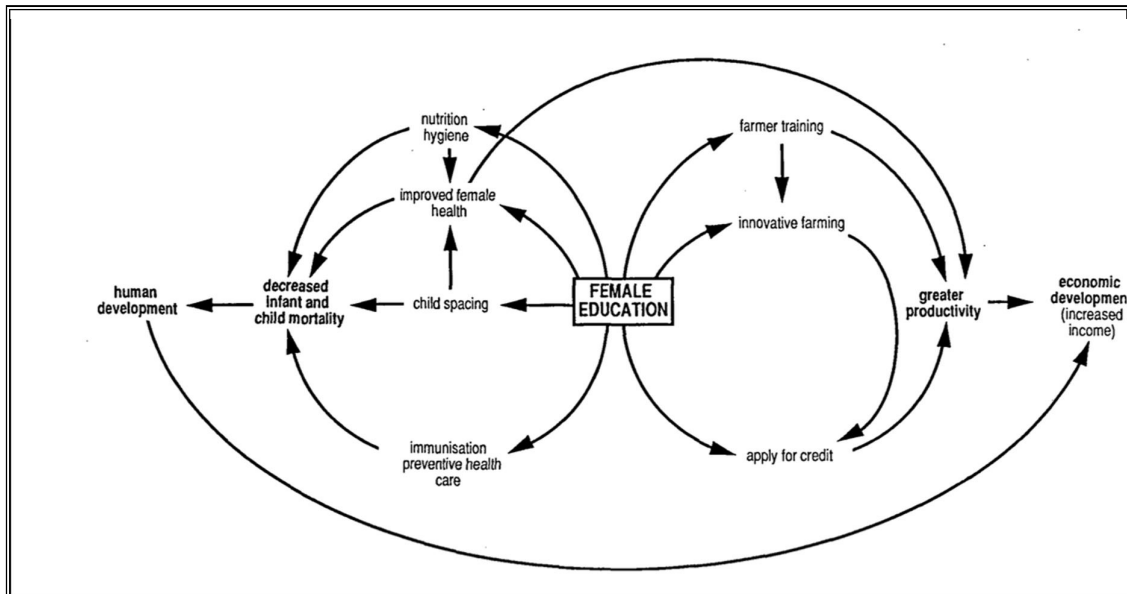 nutrition
hygiene
improved female
health
child spacing
decreased
infant and
child mortality
human
development
immunisation
preventive health
care
FEMALE
EDUCATION
farmer training
innovative farming
apply for credit
greater
productivity
economic
development
(increased
income)